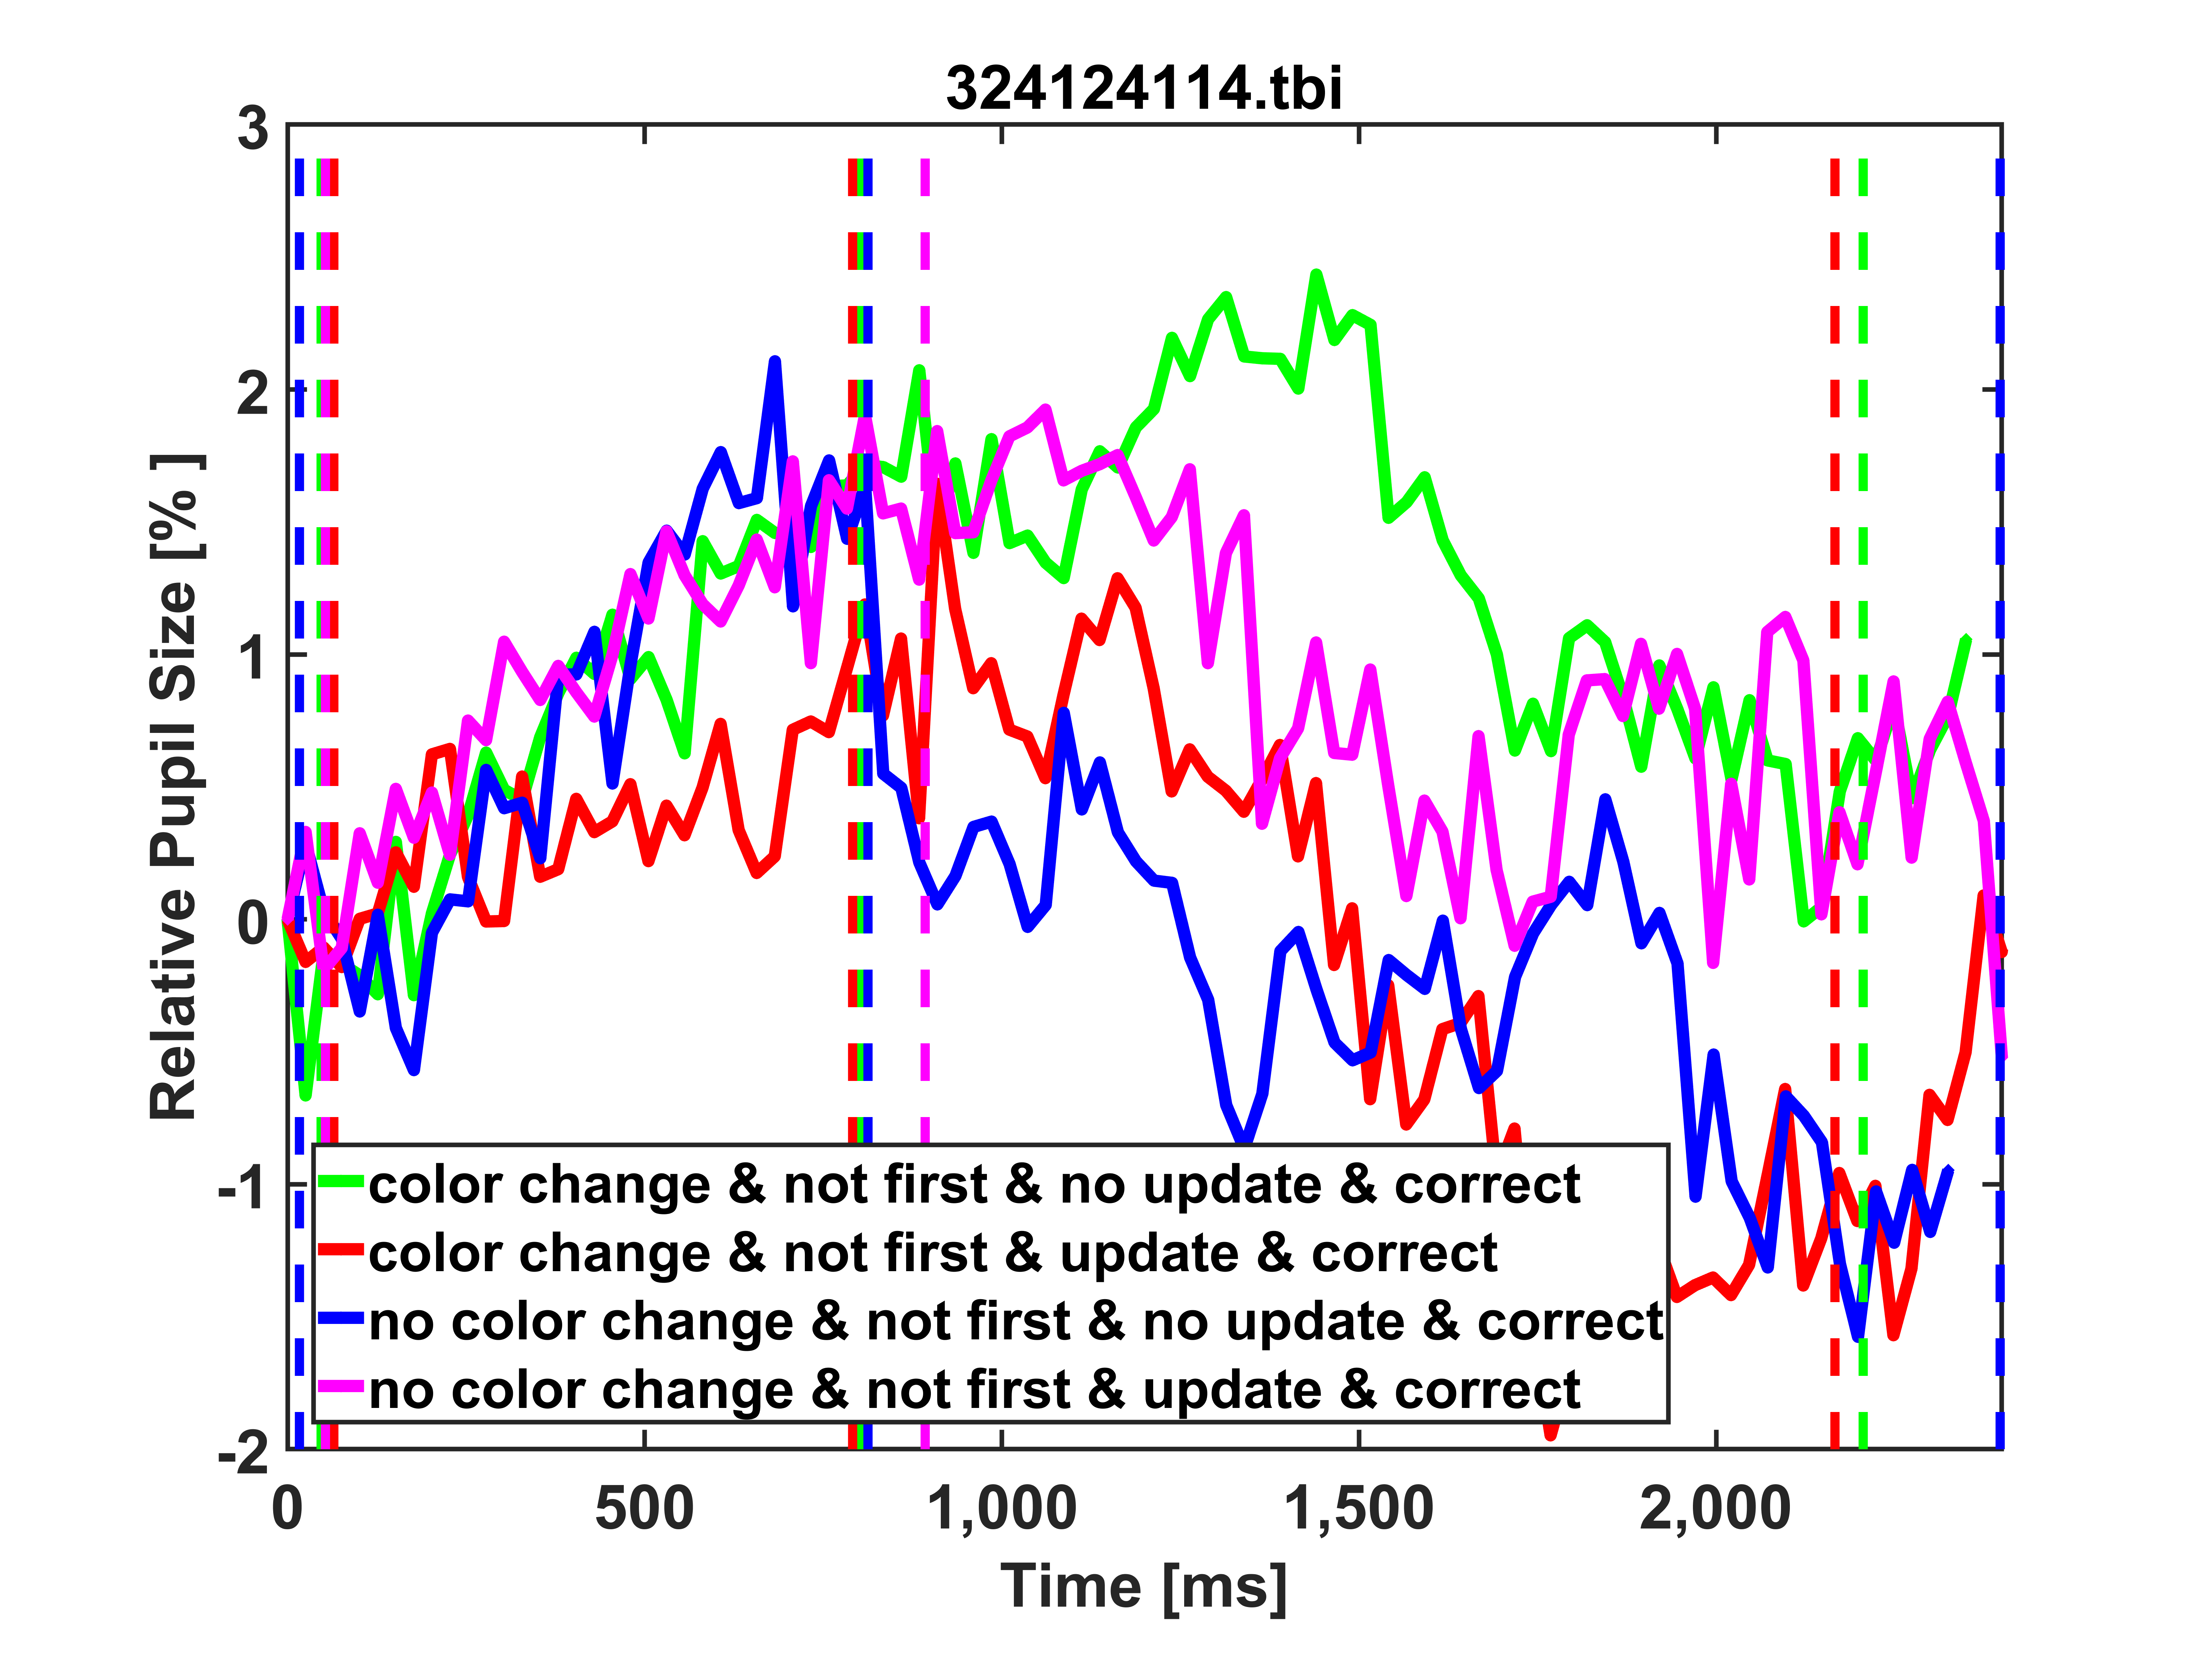 324124114.tbi
3
2
1
0
-1
-2
Relative Pupil Size [% ]
color change & not first & no update & correct
color change & not first & update & correct
no color change & not first & no update & correct
no color change & not first & update & correct
0 500 1,000 1,500 2,000
Time [ms]